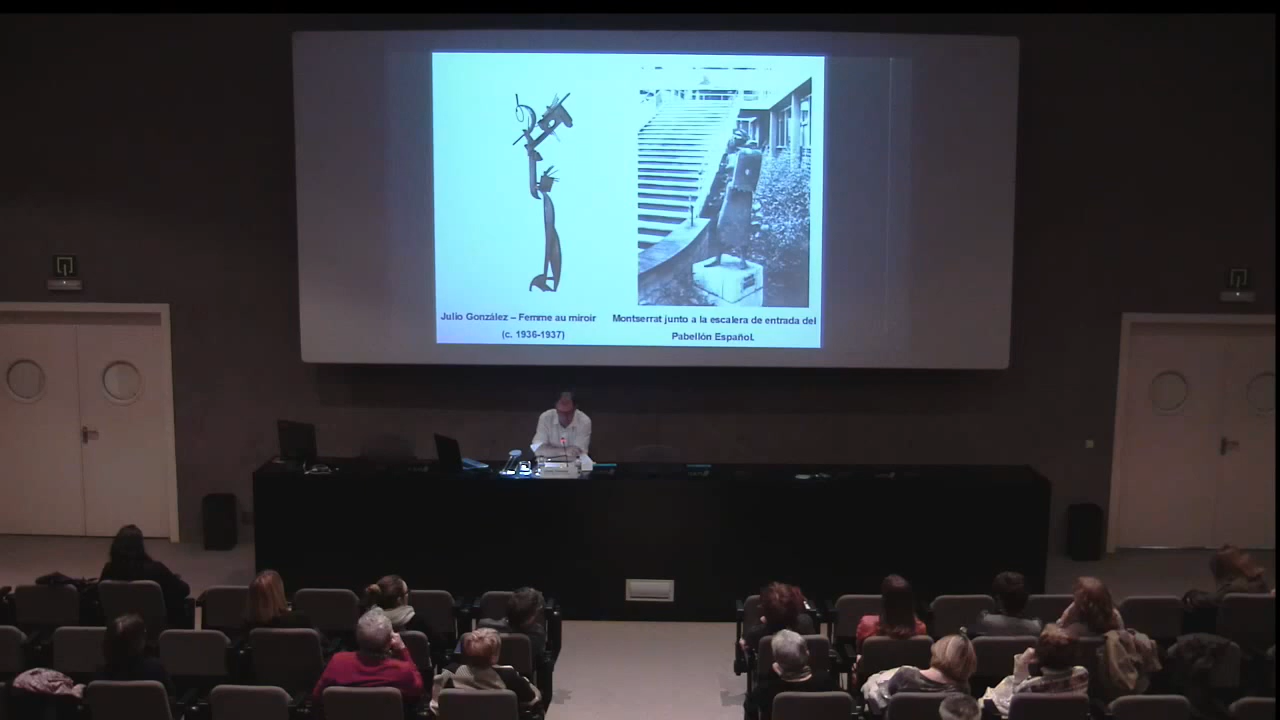 Julio González – Femme au miroir
(c. 1936-1937)
Montserrat junto a la escalera de entrada del
Pabellón Español.